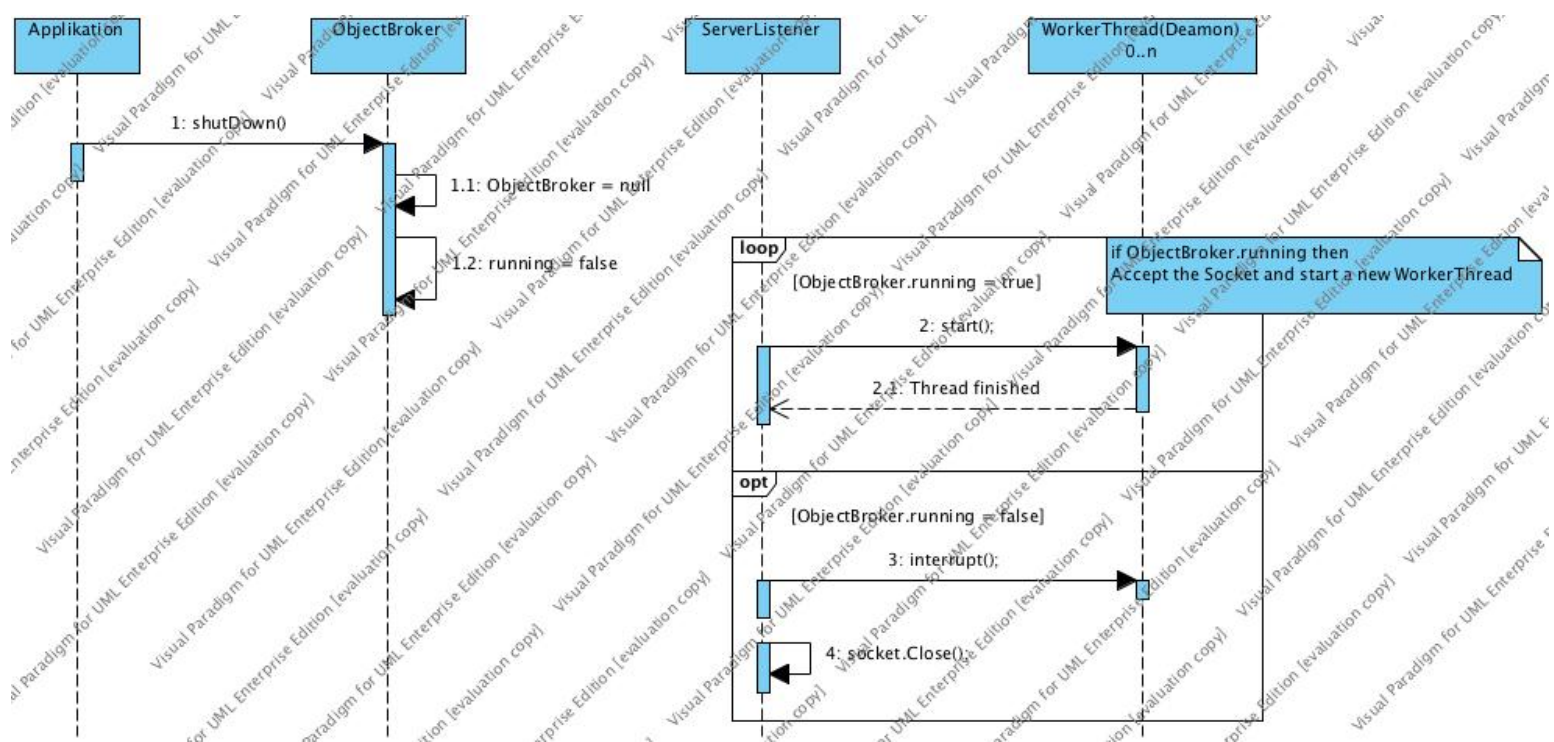 Applikation
ObjectBroker
ServerListener
WorkerThread(Deamon)
0..n
1: shutDown()
1.1: ObjectBroker = null
1.2: running = false
loop
if ObjectBroker.running then
Accept the Socket and start a new WorkerThread
[ObjectBroker.running = true]
2: start();
2.1: Thread finished
opt
[ObjectBroker.running = false]
3: interrupt();
4: socket.Close();
Visual Paradigm for UML Enterprise Edition [evaluation copy]